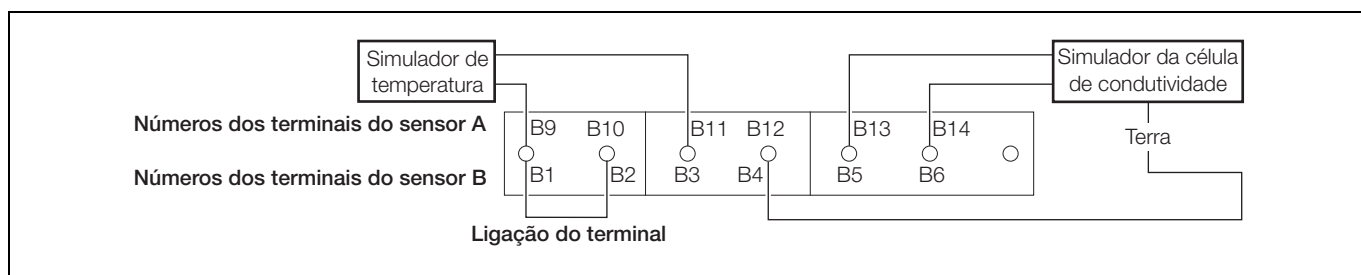 Simulador de
temperatura
Simulador da célula
de condutividade
Números dos terminais do sensor A
B9 B10 B11 B12 B13 B14
Terra
Números dos terminais do sensor B
B1 B2 B3 B4 B5 B6
Ligação do terminal